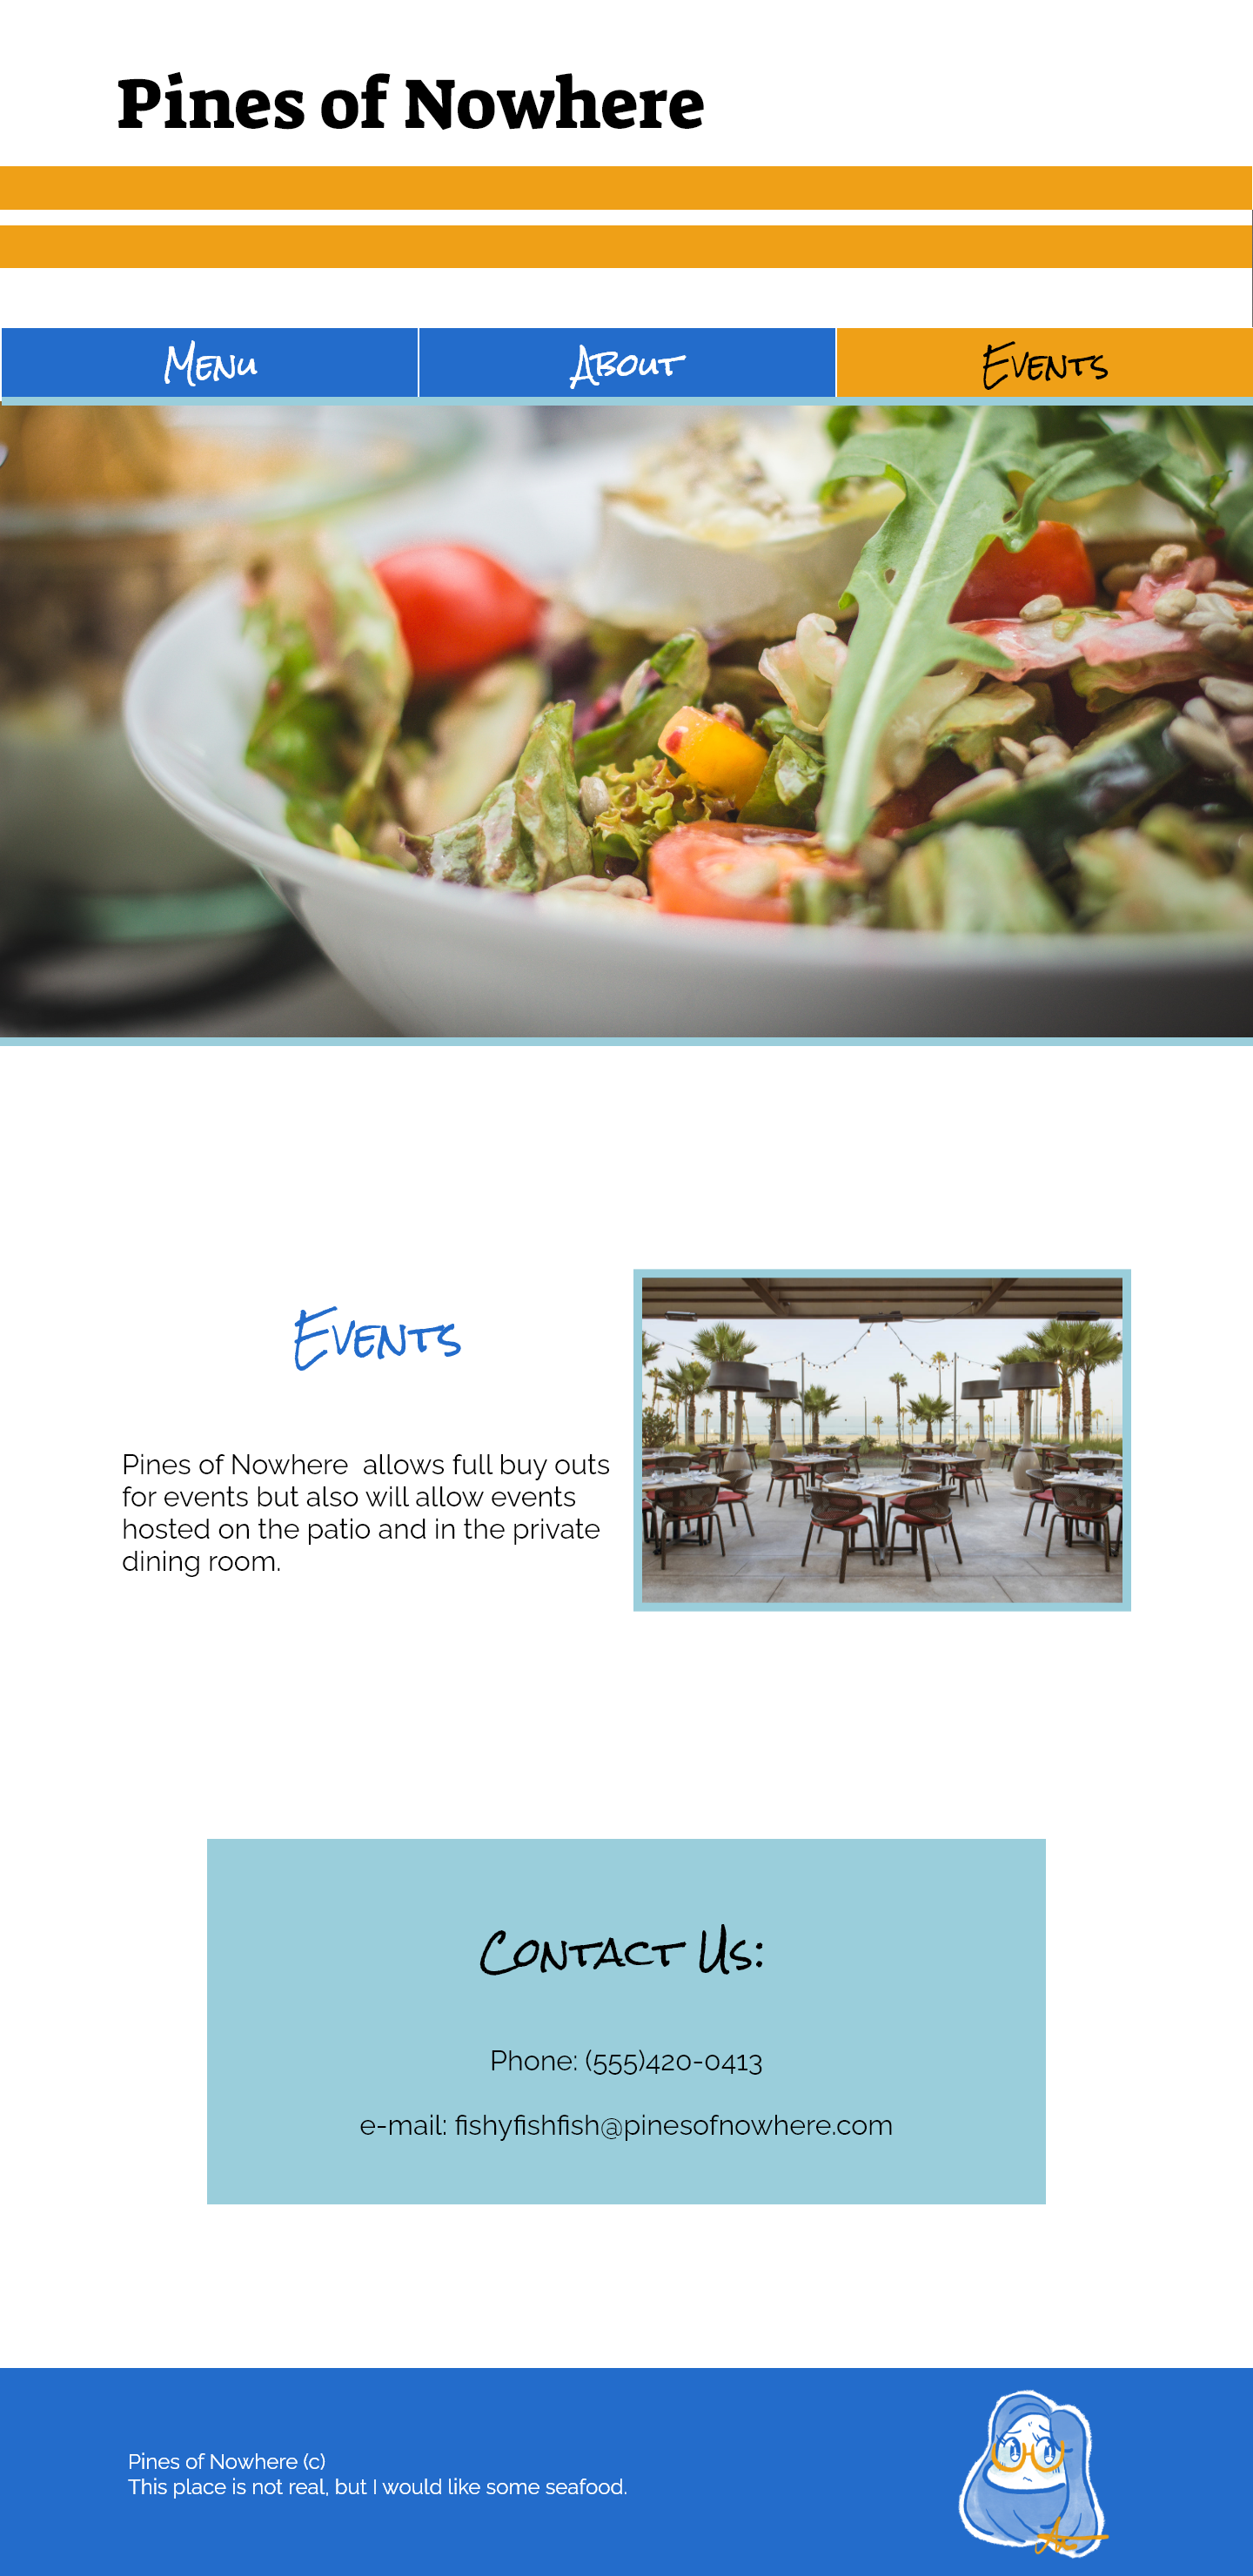 Pines of Nowhere
Menu
About
Events
Events
Pines of Nowhere  allows full buy outs
for events but also will allow events
hosted on the patio and in the private
dining room.
Contact Us:
Phone: (555)420-0413
e-mail: fishyfishfish@pinesofnowhere.com
Pines of Nowhere (c)
This place is not real, but I would like some seafood.